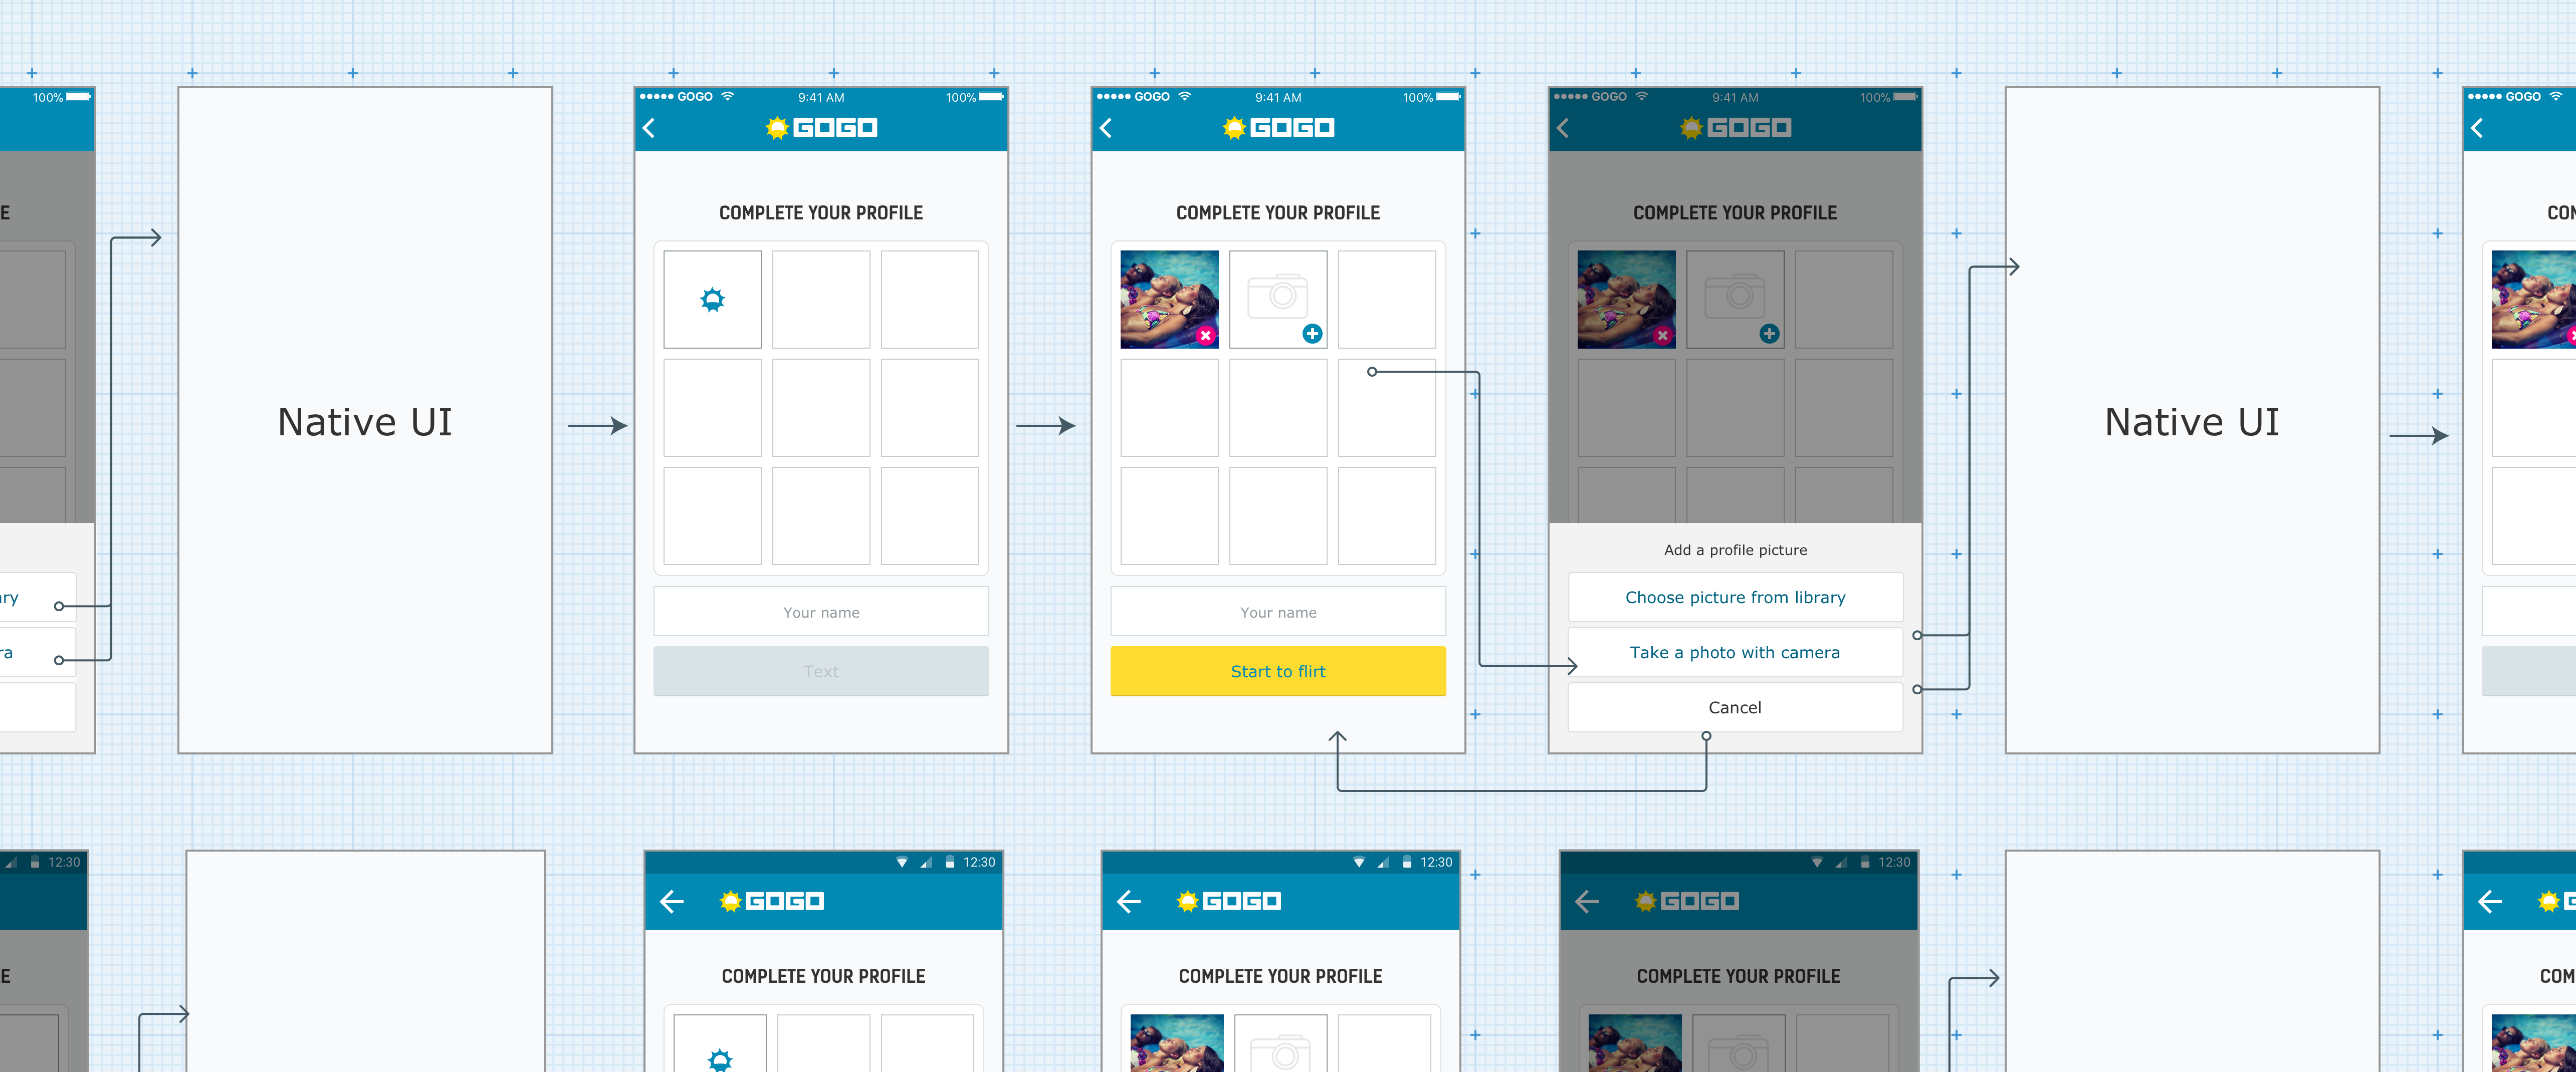 100%
E
ary
ra
Native UI
GOGO 9:41 AM 100%
GOGO
COMPLETE YOUR PROFILE
Your name
Text
GOGO 9:41 AM 100%
GOGO
COMPLETE YOUR PROFILE
Your name
Start to flirt
GOGO 9:41 AM 100%
GOGO
COMPLETE YOUR PROFILE
Add a profile picture
Choose picture from library
Take a photo with camera
Cancel
Native UI
GOGO
CO
12:30
E
12:30
GOGO
COMPLETE YOUR PROFILE
12:30
GOGO
COMPLETE YOUR PROFILE
12:30
GOGO
COMPLETE YOUR PROFILE
G
COM